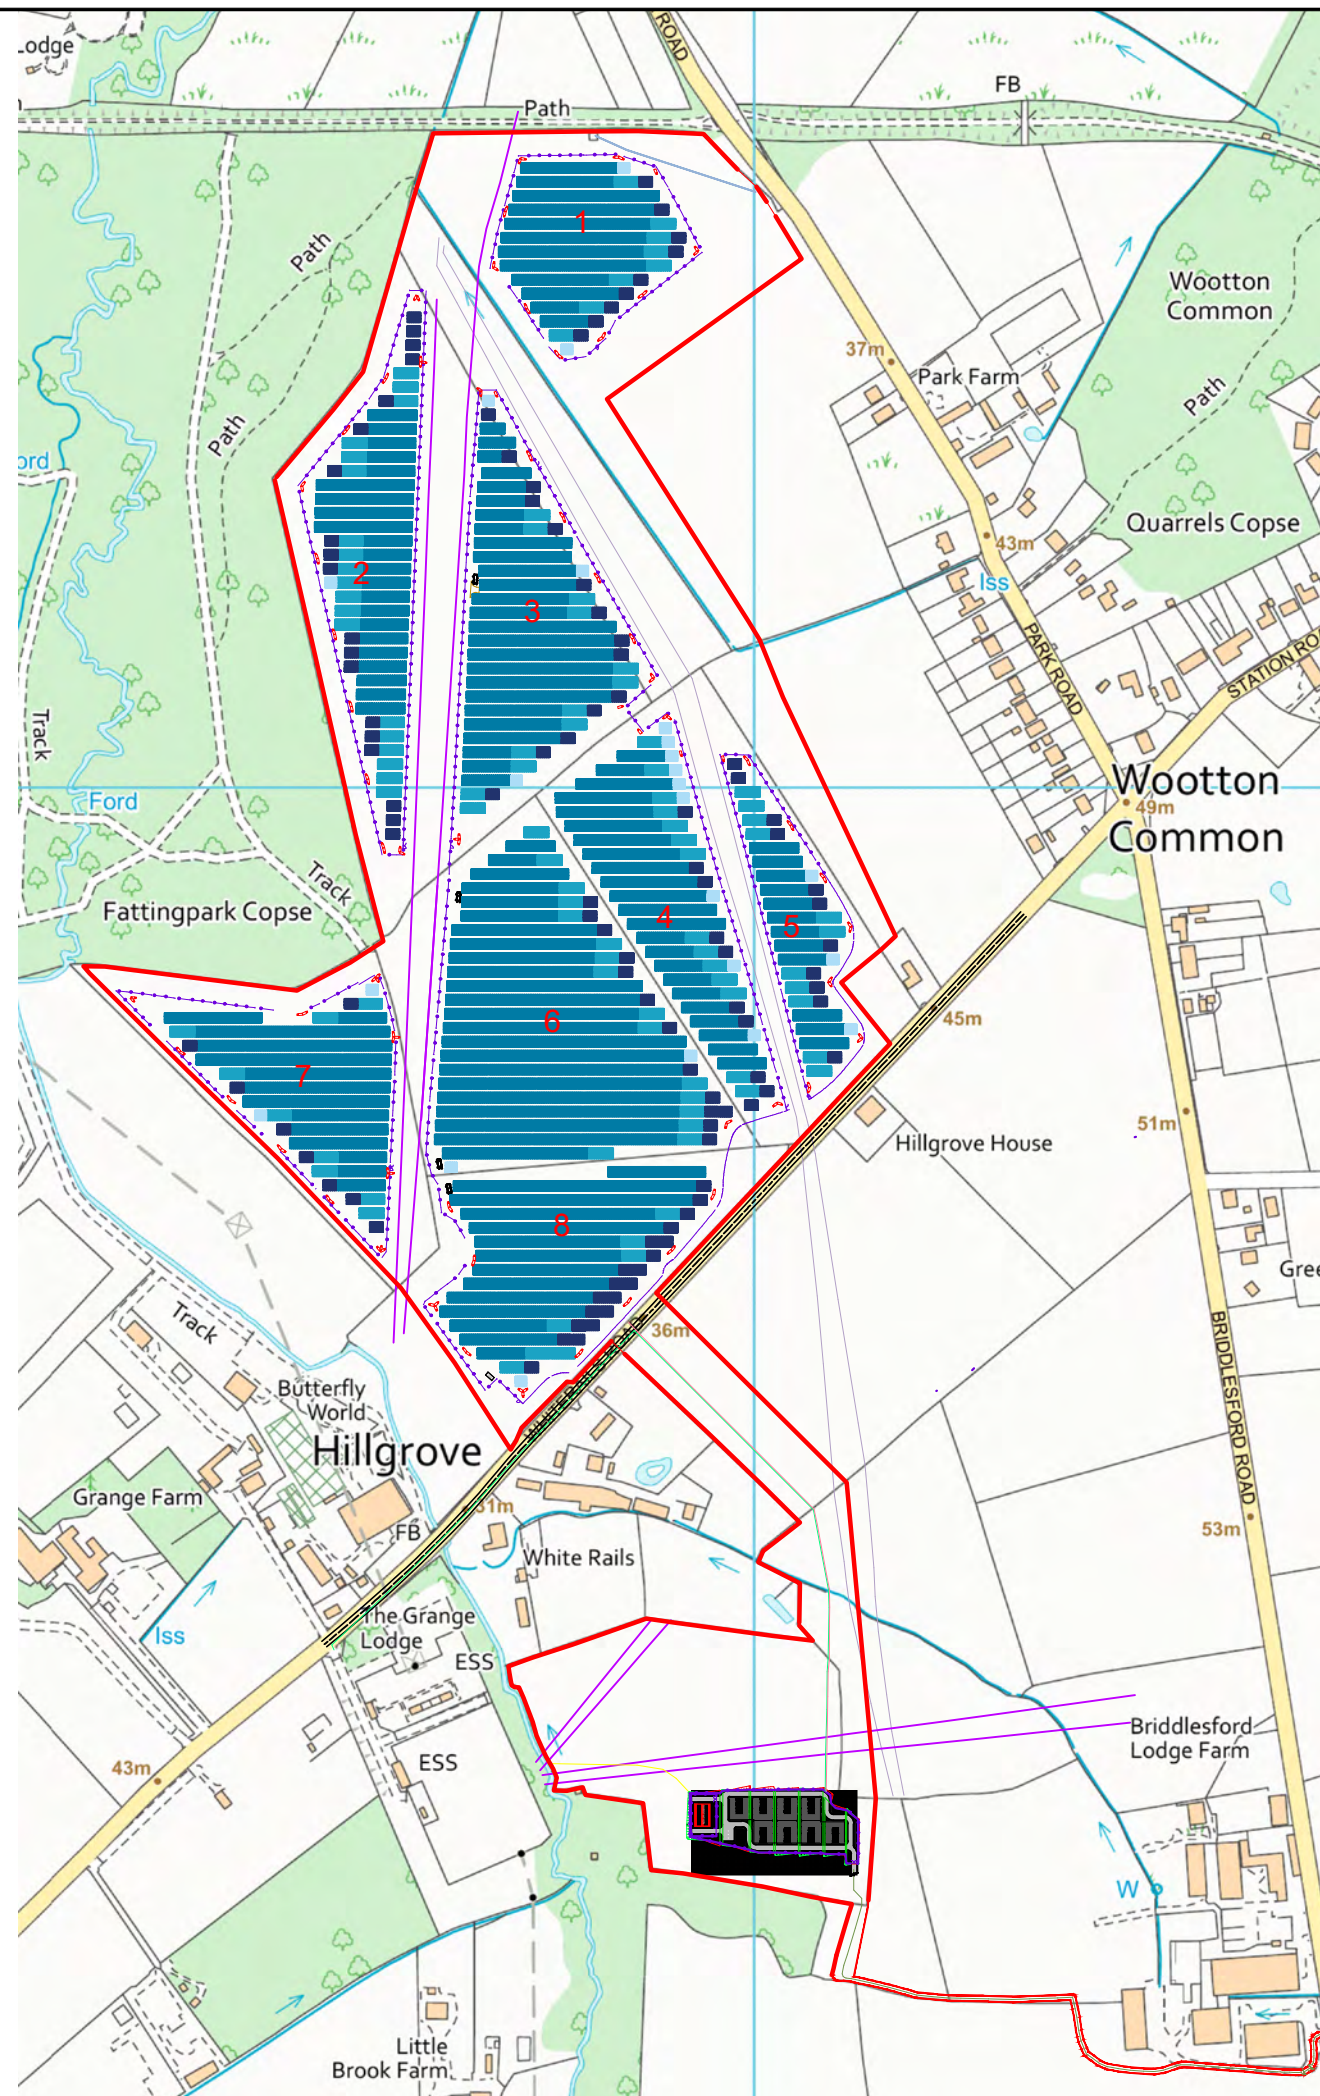 Lodge
ROAD
FB
Path
1
Path
Wootton
Common
37m
Park Farm
Path
Path
ord
Quarrels Copse
43m
Iss
2
3
PARK ROAD
STATION RO
Track
Wootton
Common
49m
Ford
Track
Fattingpark Copse
4
5
6
45m
7
51m
Hillgrove House
8
Gree
Track
36m
BRIDDLESFORD ROAD
Butterfly
World
Hillgrove
Grange Farm
31m
FB
53m
White Rails
The Grange
Lodge
Iss
ESS
Briddlesford
Lodge Farm
ESS
43m
W
Little
Brook Farm